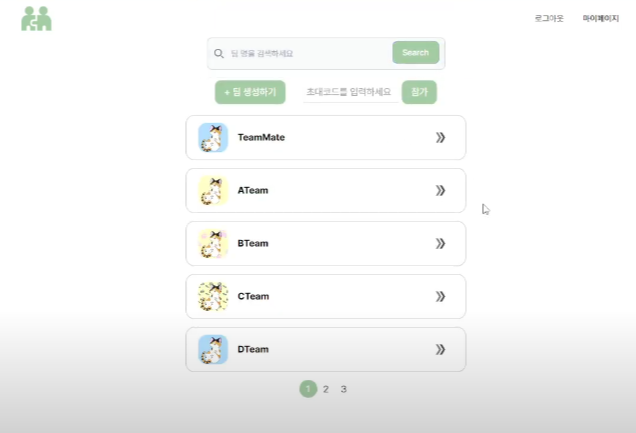 로그아웃 마이페이지
팀 명을 검색하세요 Search
+ 팀 생성하기 초대코드를 입력하세요 참가
TeamMate
ATeam
BTeam
CTeam
DTeam
1 2 3